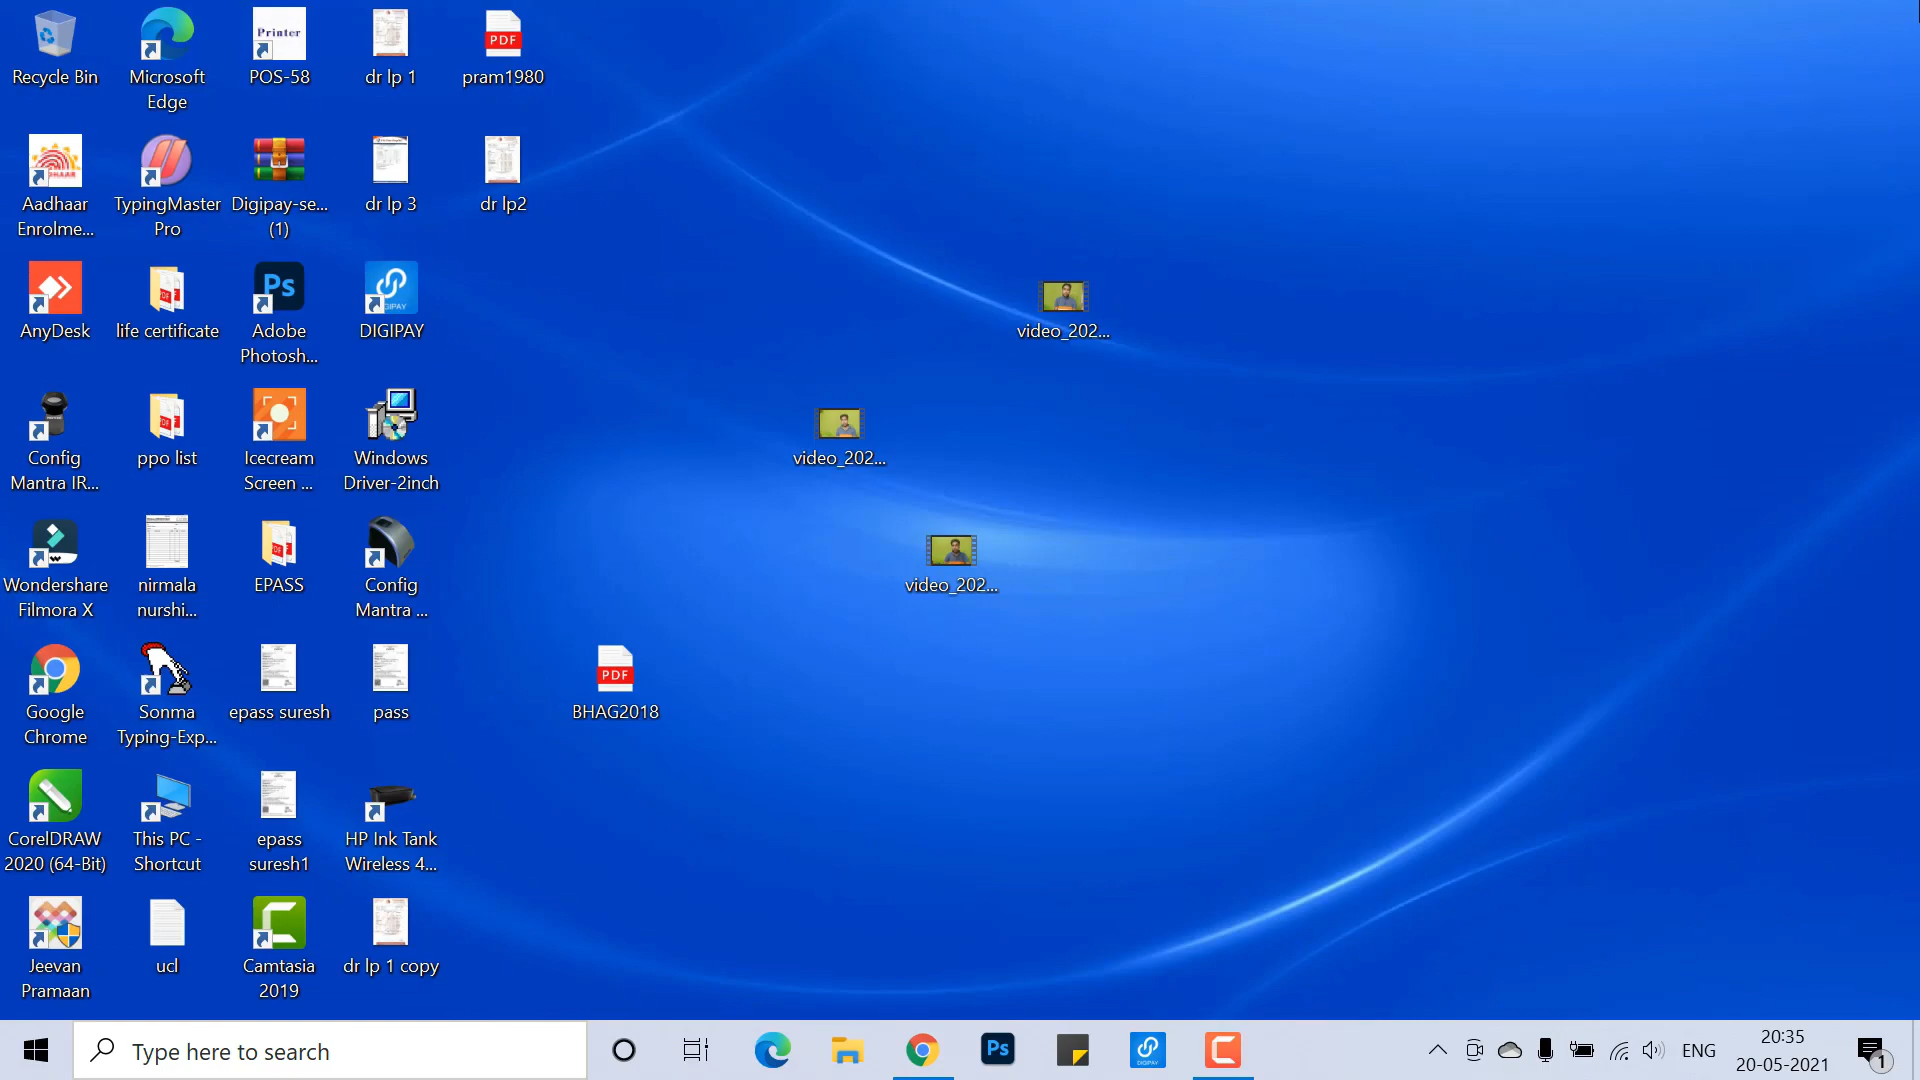 Recycle Bin
Microsoft
Edge
Printer
POS-58
dr lp 1
PDF
pram1980
Aadhaar
Enrolme...
TypingMaster
Pro
Digipay-se...
(1)
dr lp 3
dr lp2
AnyDesk
PDF
life certificate
Ps
Adobe
Photosh...
DIGIPAY
video_202...
Config
Mantra IR...
PDF
ppo list
Icecream
Screen ...
Windows
Driver-2inch
video_202...
Wondershare
Filmora X
nirmala
nurshi...
PDF
EPASS
Config
Mantra ...
video_202...
Google
Chrome
Sonma
Typing-Exp...
epass suresh
pass
PDF
BHAG2018
CorelDRAW
2020 (64-Bit)
This PC -
Shortcut
epass
suresh1
HP Ink Tank
Wireless 4...
Jeevan
Pramaan
ucl
Camtasia
2019
dr lp 1 copy
Type here to search
Ps
DIGIPAY
ENG
20:35
20-05-2021
1